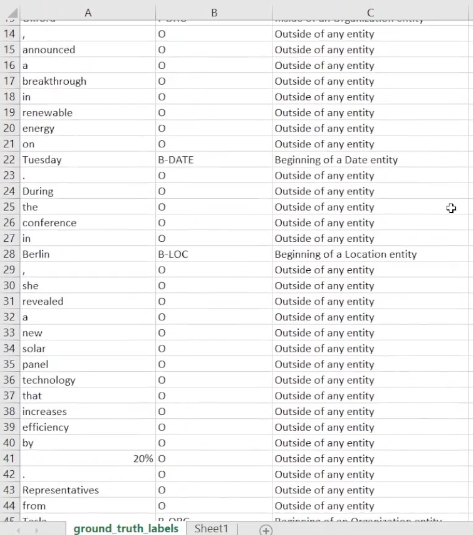 A B C
13 Oxford I-ORG Inside of an Organization entity
14 , O Outside of any entity
15 announced O Outside of any entity
16 a O Outside of any entity
17 breakthrough O Outside of any entity
18 in O Outside of any entity
19 renewable O Outside of any entity
20 energy O Outside of any entity
21 on O Outside of any entity
22 Tuesday B-DATE Beginning of a Date entity
23 . O Outside of any entity
24 During O Outside of any entity
25 the O Outside of any entity
26 conference O Outside of any entity
27 in O Outside of any entity
28 Berlin B-LOC Beginning of a Location entity
29 , O Outside of any entity
30 she O Outside of any entity
31 revealed O Outside of any entity
32 a O Outside of any entity
33 new O Outside of any entity
34 solar O Outside of any entity
35 panel O Outside of any entity
36 technology O Outside of any entity
37 that O Outside of any entity
38 increases O Outside of any entity
39 efficiency O Outside of any entity
40 by O Outside of any entity
41 20% O Outside of any entity
42 . O Outside of any entity
43 Representatives O Outside of any entity
44 from O Outside of any entity
45 Tesla B-ORG Beginning of an Organization entity
ground_truth_labels Sheet1